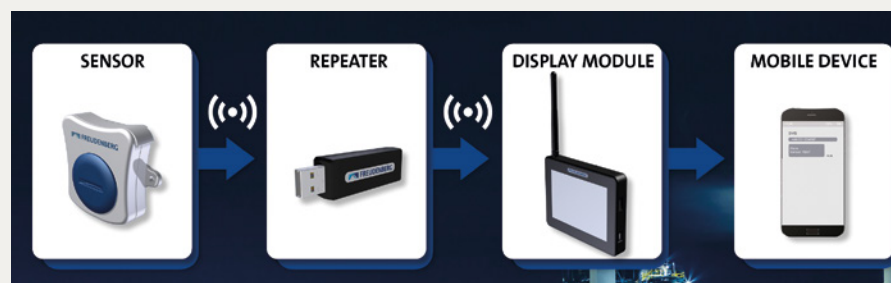 SENSOR
REPEATER
DISPLAY MODULE
MOBILE DEVICE
FREUDENBERG
FREUDENBERG